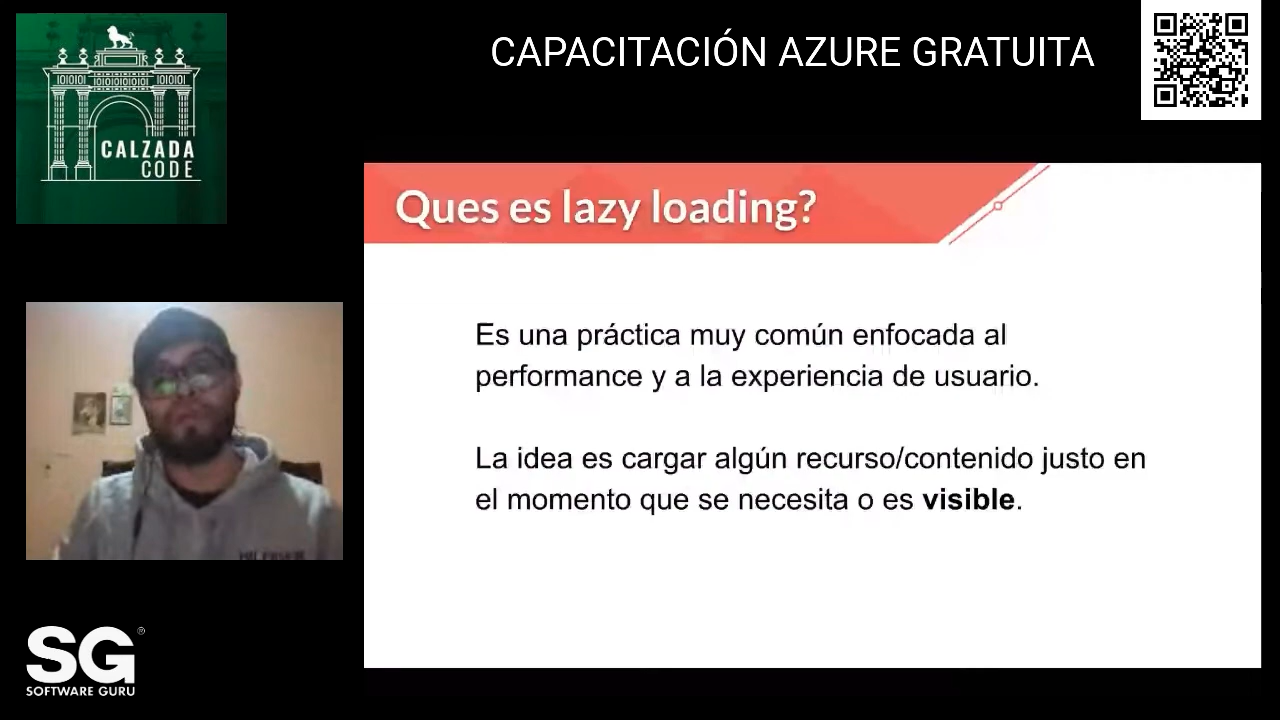 CAPACITACIÓN AZURE GRATUITA
CALZADA
CODE
Ques es lazy loading?
Es una práctica muy común enfocada al
performance y a la experiencia de usuario.
La idea es cargar algún recurso/contenido justo en
el momento que se necesita o es visible.
SG®
SOFTWARE GURU